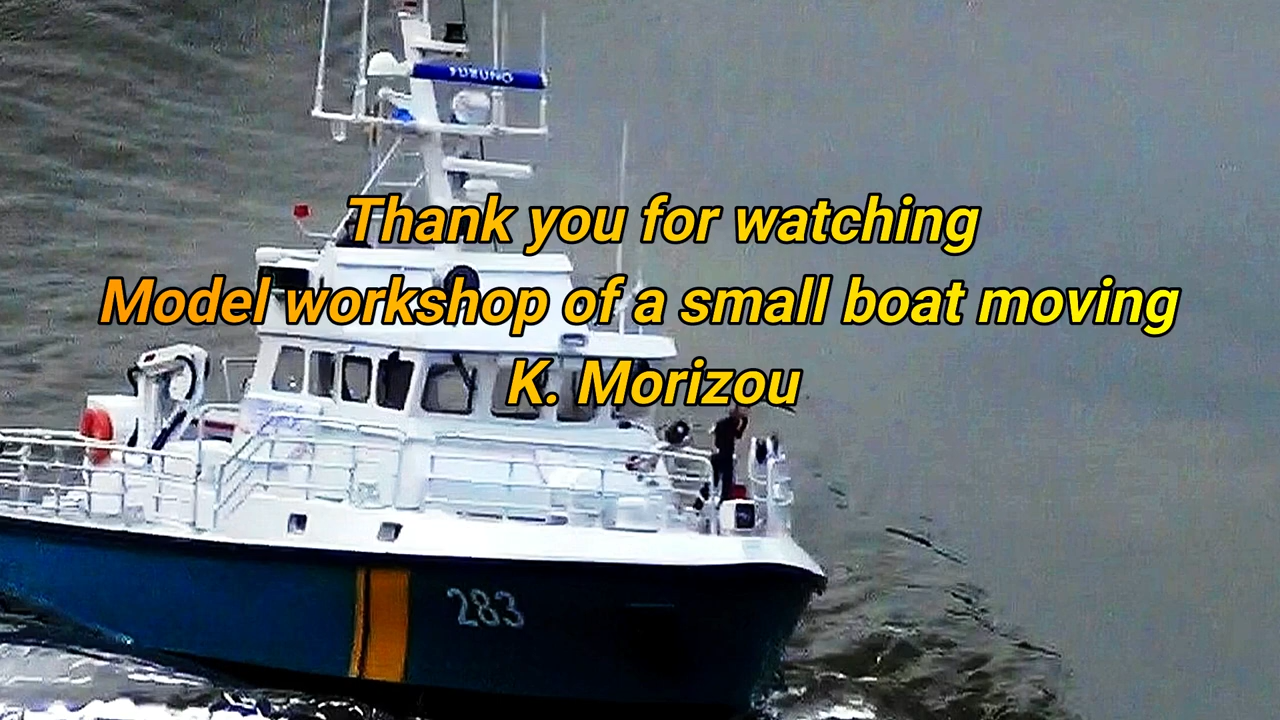 FURUNO
Thank you for watching
Model workshop of a small boat moving
K. Morizou
283